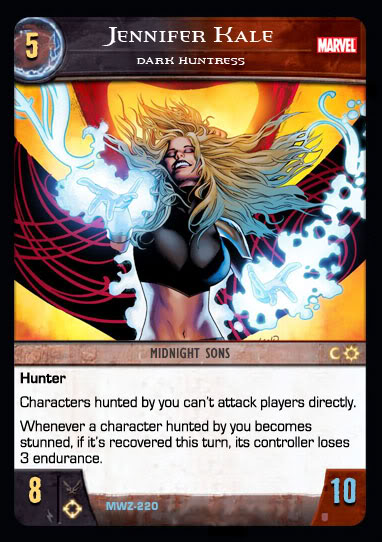 5
JENNIFER KALE
DARK HUNTRESS
MARVEL
MIDNIGHT SONS
Hunter
Characters hunted by you can't attack players directly.
Whenever a character hunted by you becomes
stunned, if it's recovered this turn, its controller loses
3 endurance.
8
MWZ-220
10